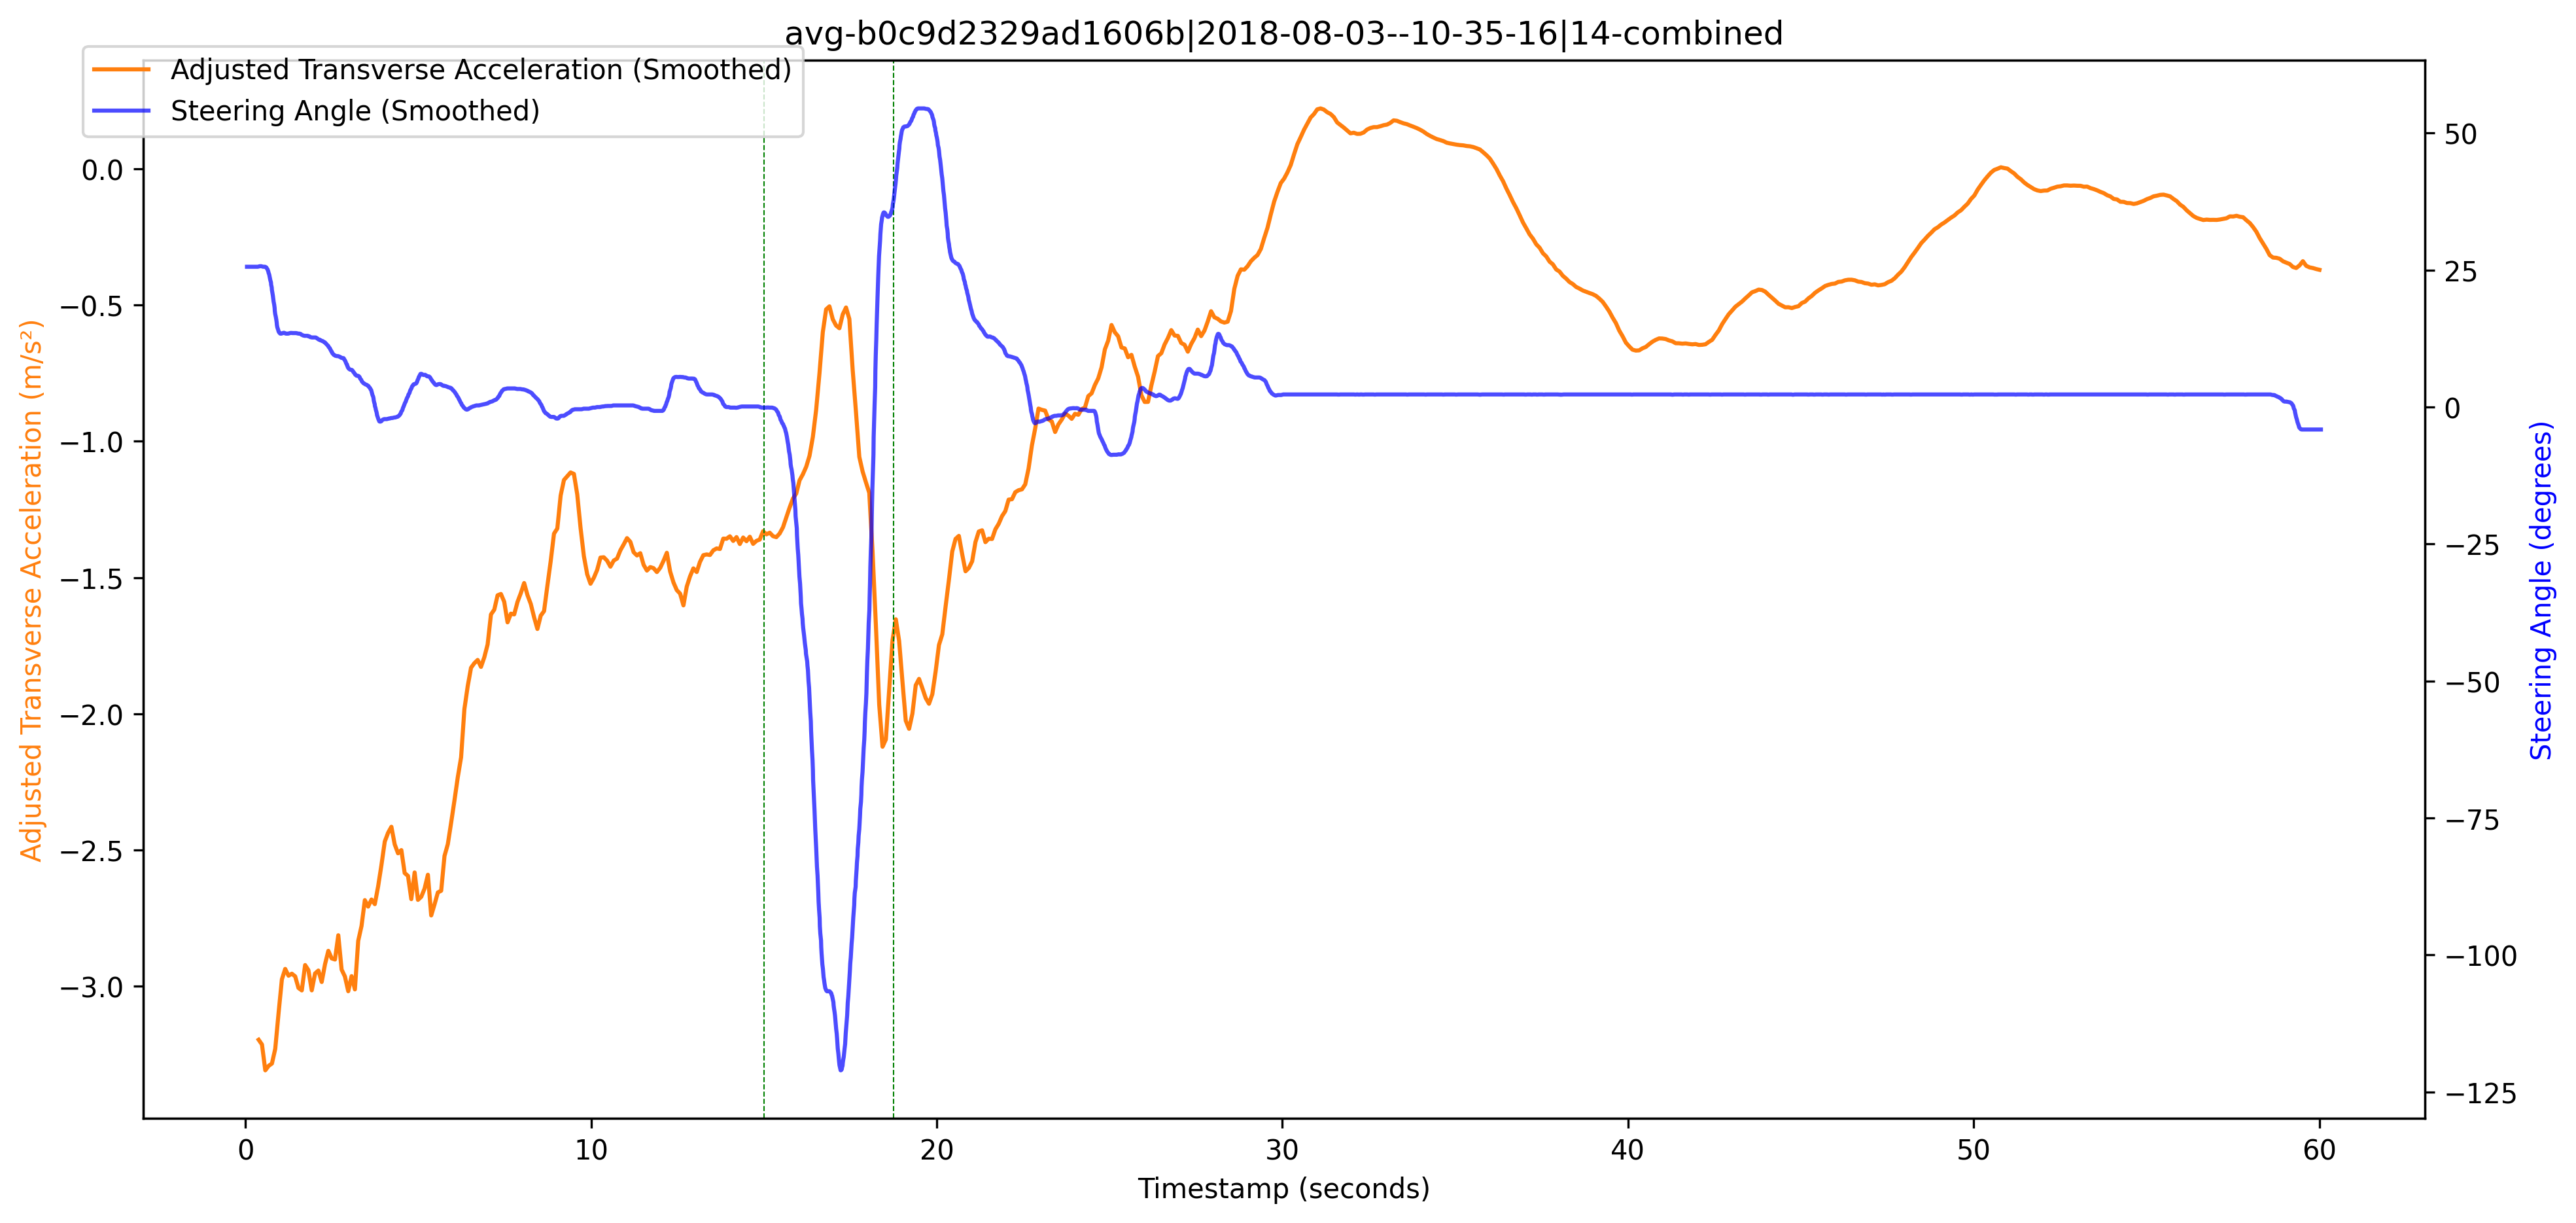 avg-b0c9d2329ad1606b|2018-08-03--10-35-16|14-combined
Adjusted Transverse Acceleration (Smoothed)
Steering Angle (Smoothed)
Adjusted Transverse Acceleration (m/s²)
0.0
−0.5
−1.0
−1.5
−2.0
−2.5
−3.0
50
25
0
−25
−50
−75
−100
−125
Steering Angle (degrees)
0 10 20 30 40 50 60
Timestamp (seconds)